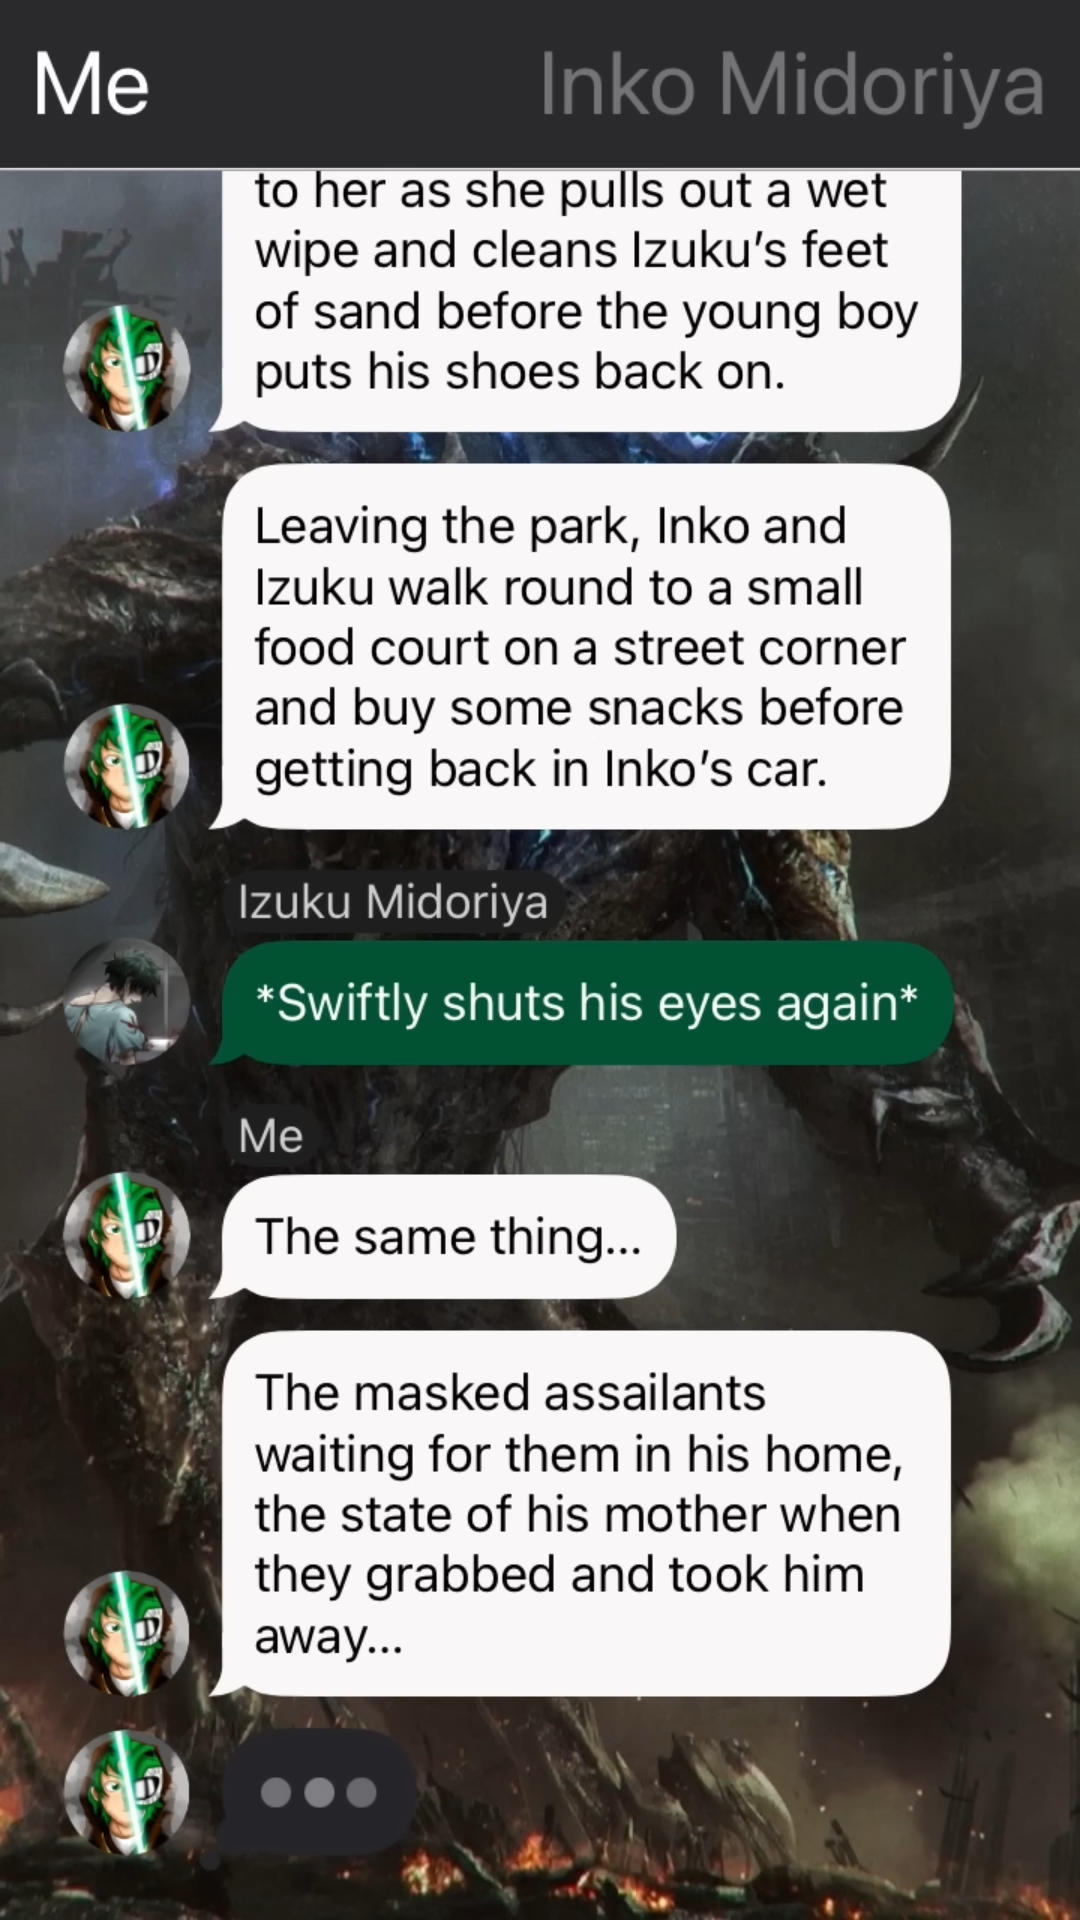 Me
Inko Midoriya
to her as she pulls out a wet
wipe and cleans Izuku’s feet
of sand before the young boy
puts his shoes back on.
Leaving the park, Inko and
Izuku walk round to a small
food court on a street corner
and buy some snacks before
getting back in Inko’s car.
Izuku Midoriya
*Swiftly shuts his eyes again*
Me
The same thing...
The masked assailants
waiting for them in his home,
the state of his mother when
they grabbed and took him
away...